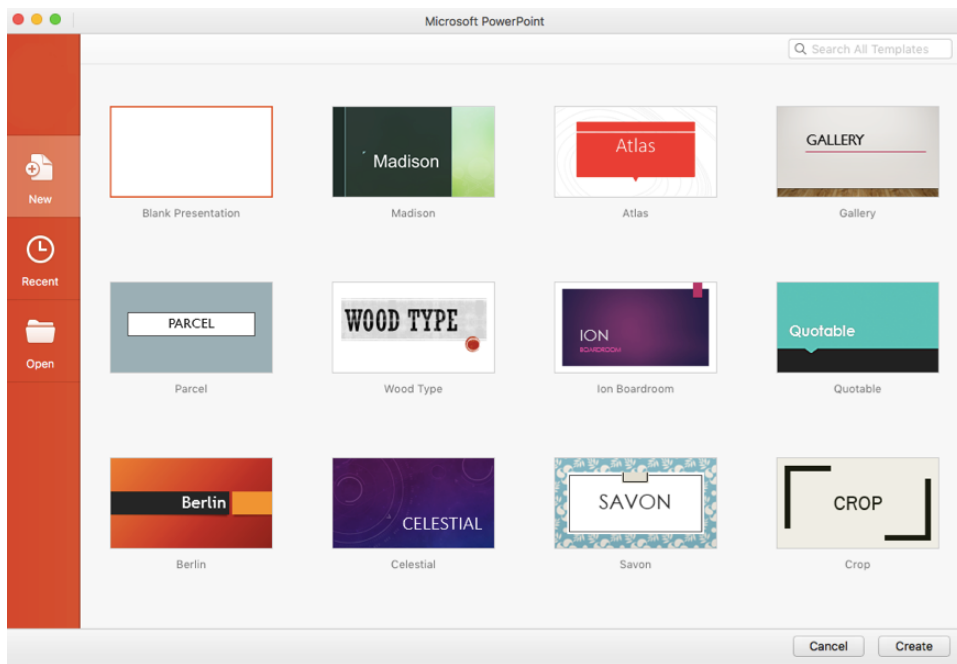 Microsoft PowerPoint
Search All Templates
New
Recent
Open
Blank Presentation
Madison
Madison
Atlas
Atlas
GALLERY
Gallery
PARCEL
Parcel
WOOD TYPE
Wood Type
ION
BOARDROOM
Ion Boardroom
Quotable
Quotable
Berlin
Berlin
CELESTIAL
Celestial
SAVON
Savon
CROP
Crop
Cancel
Create